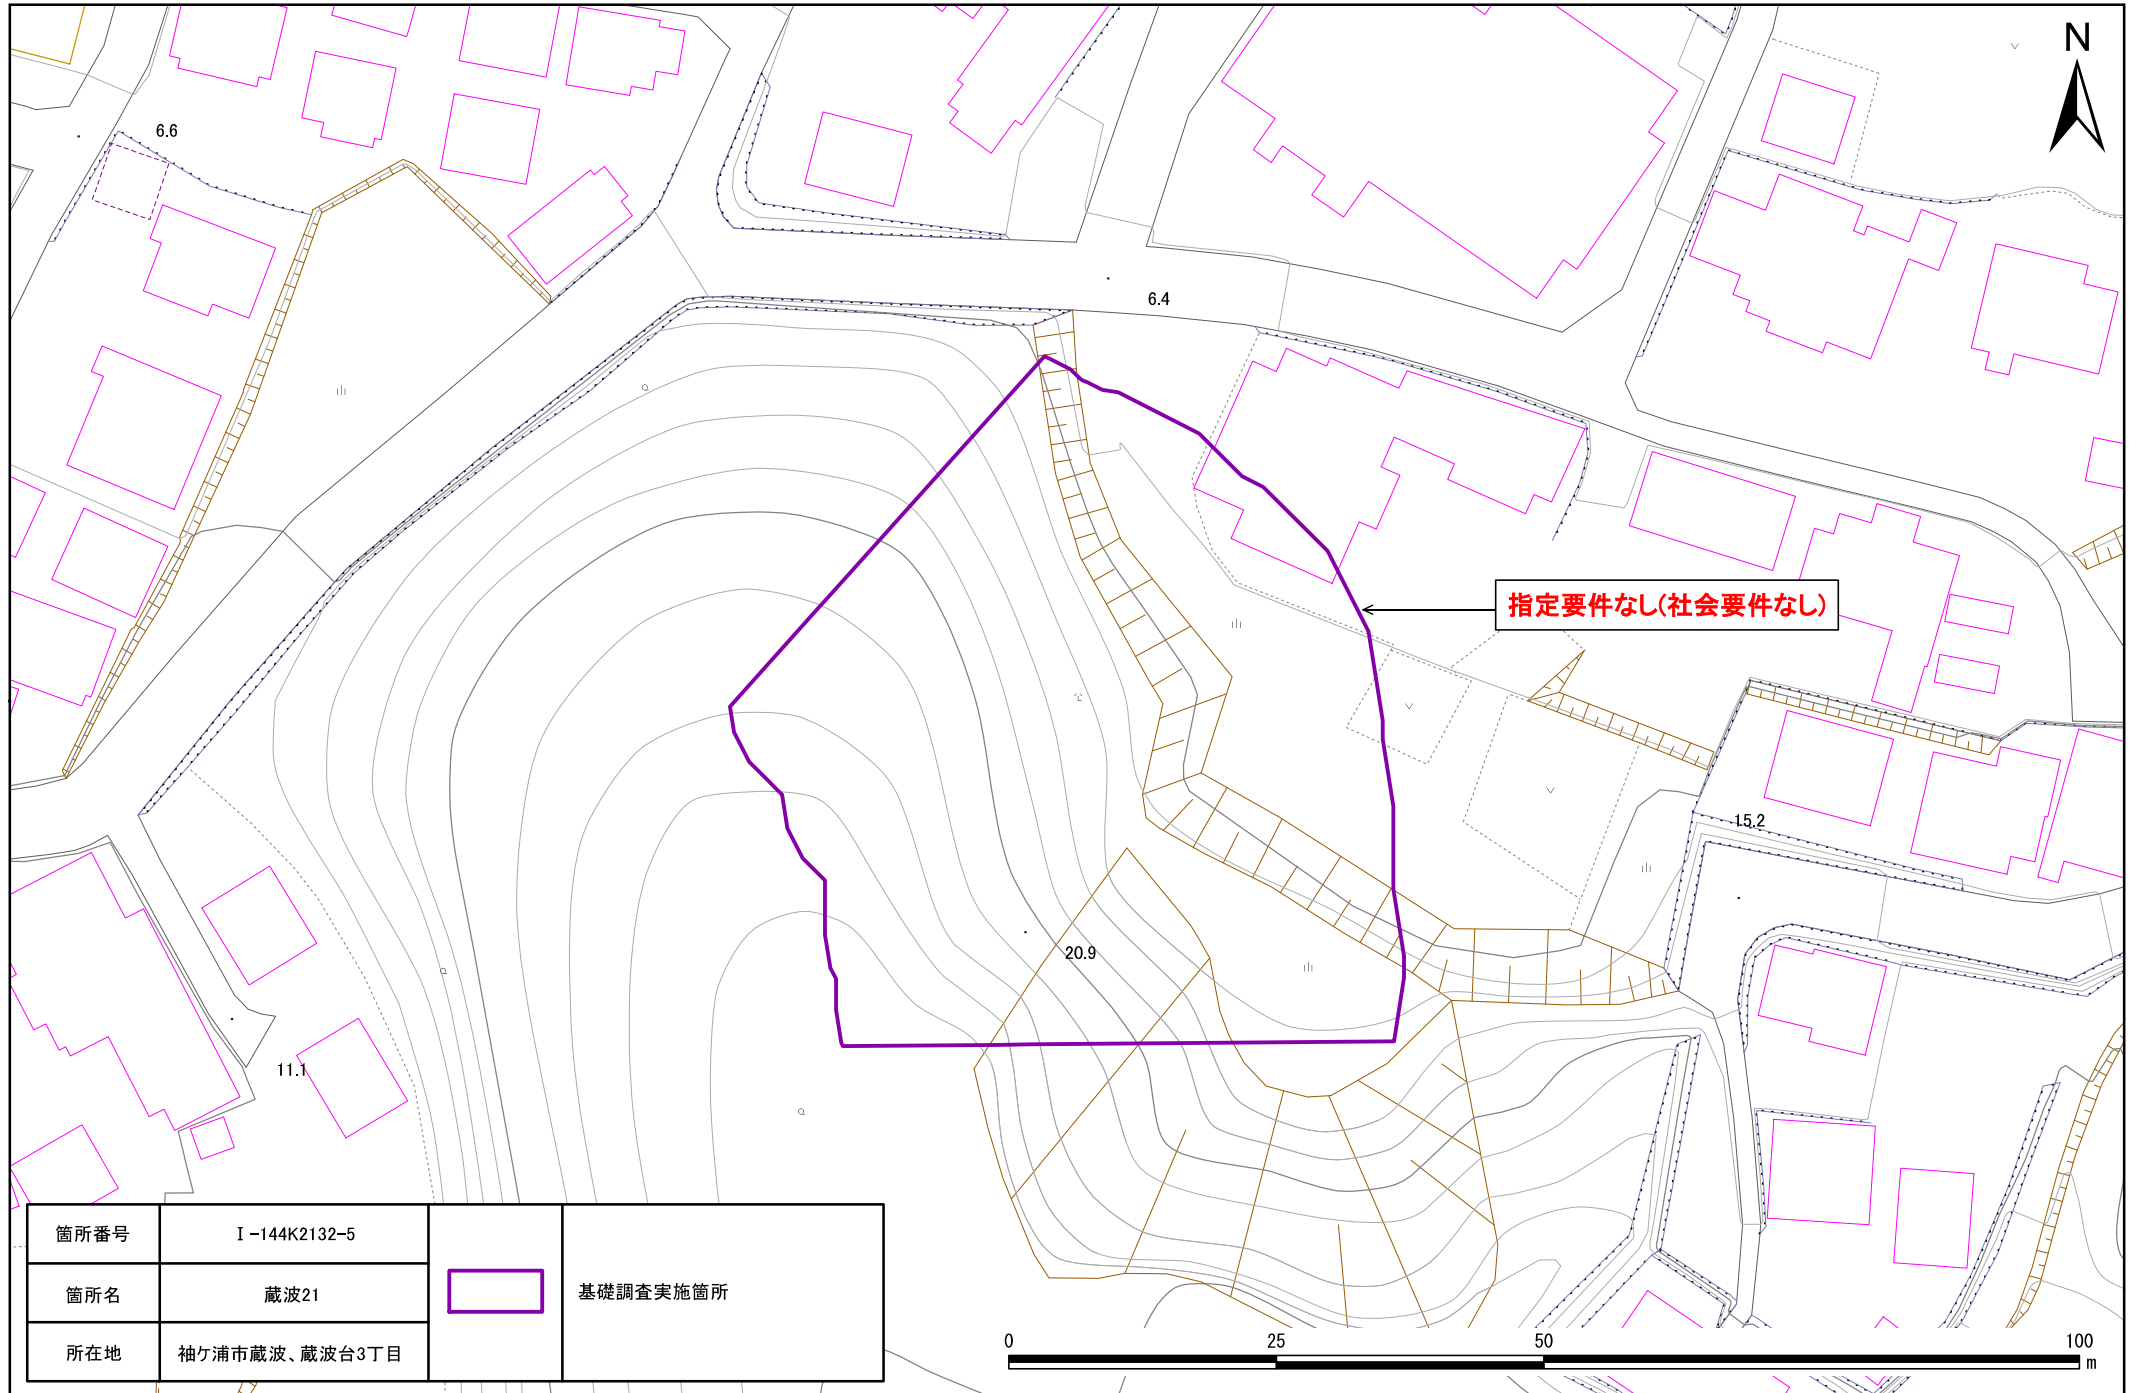 N
6.6
6.4
指定要件なし(社会要件なし)
15.2
20.9
11.1
箇所番号 Ⅰ-144K2132-5
箇所名 蔵波21
所在地 袖ケ浦市蔵波、蔵波台3丁目
基礎調査実施箇所
0 25 50 100
m